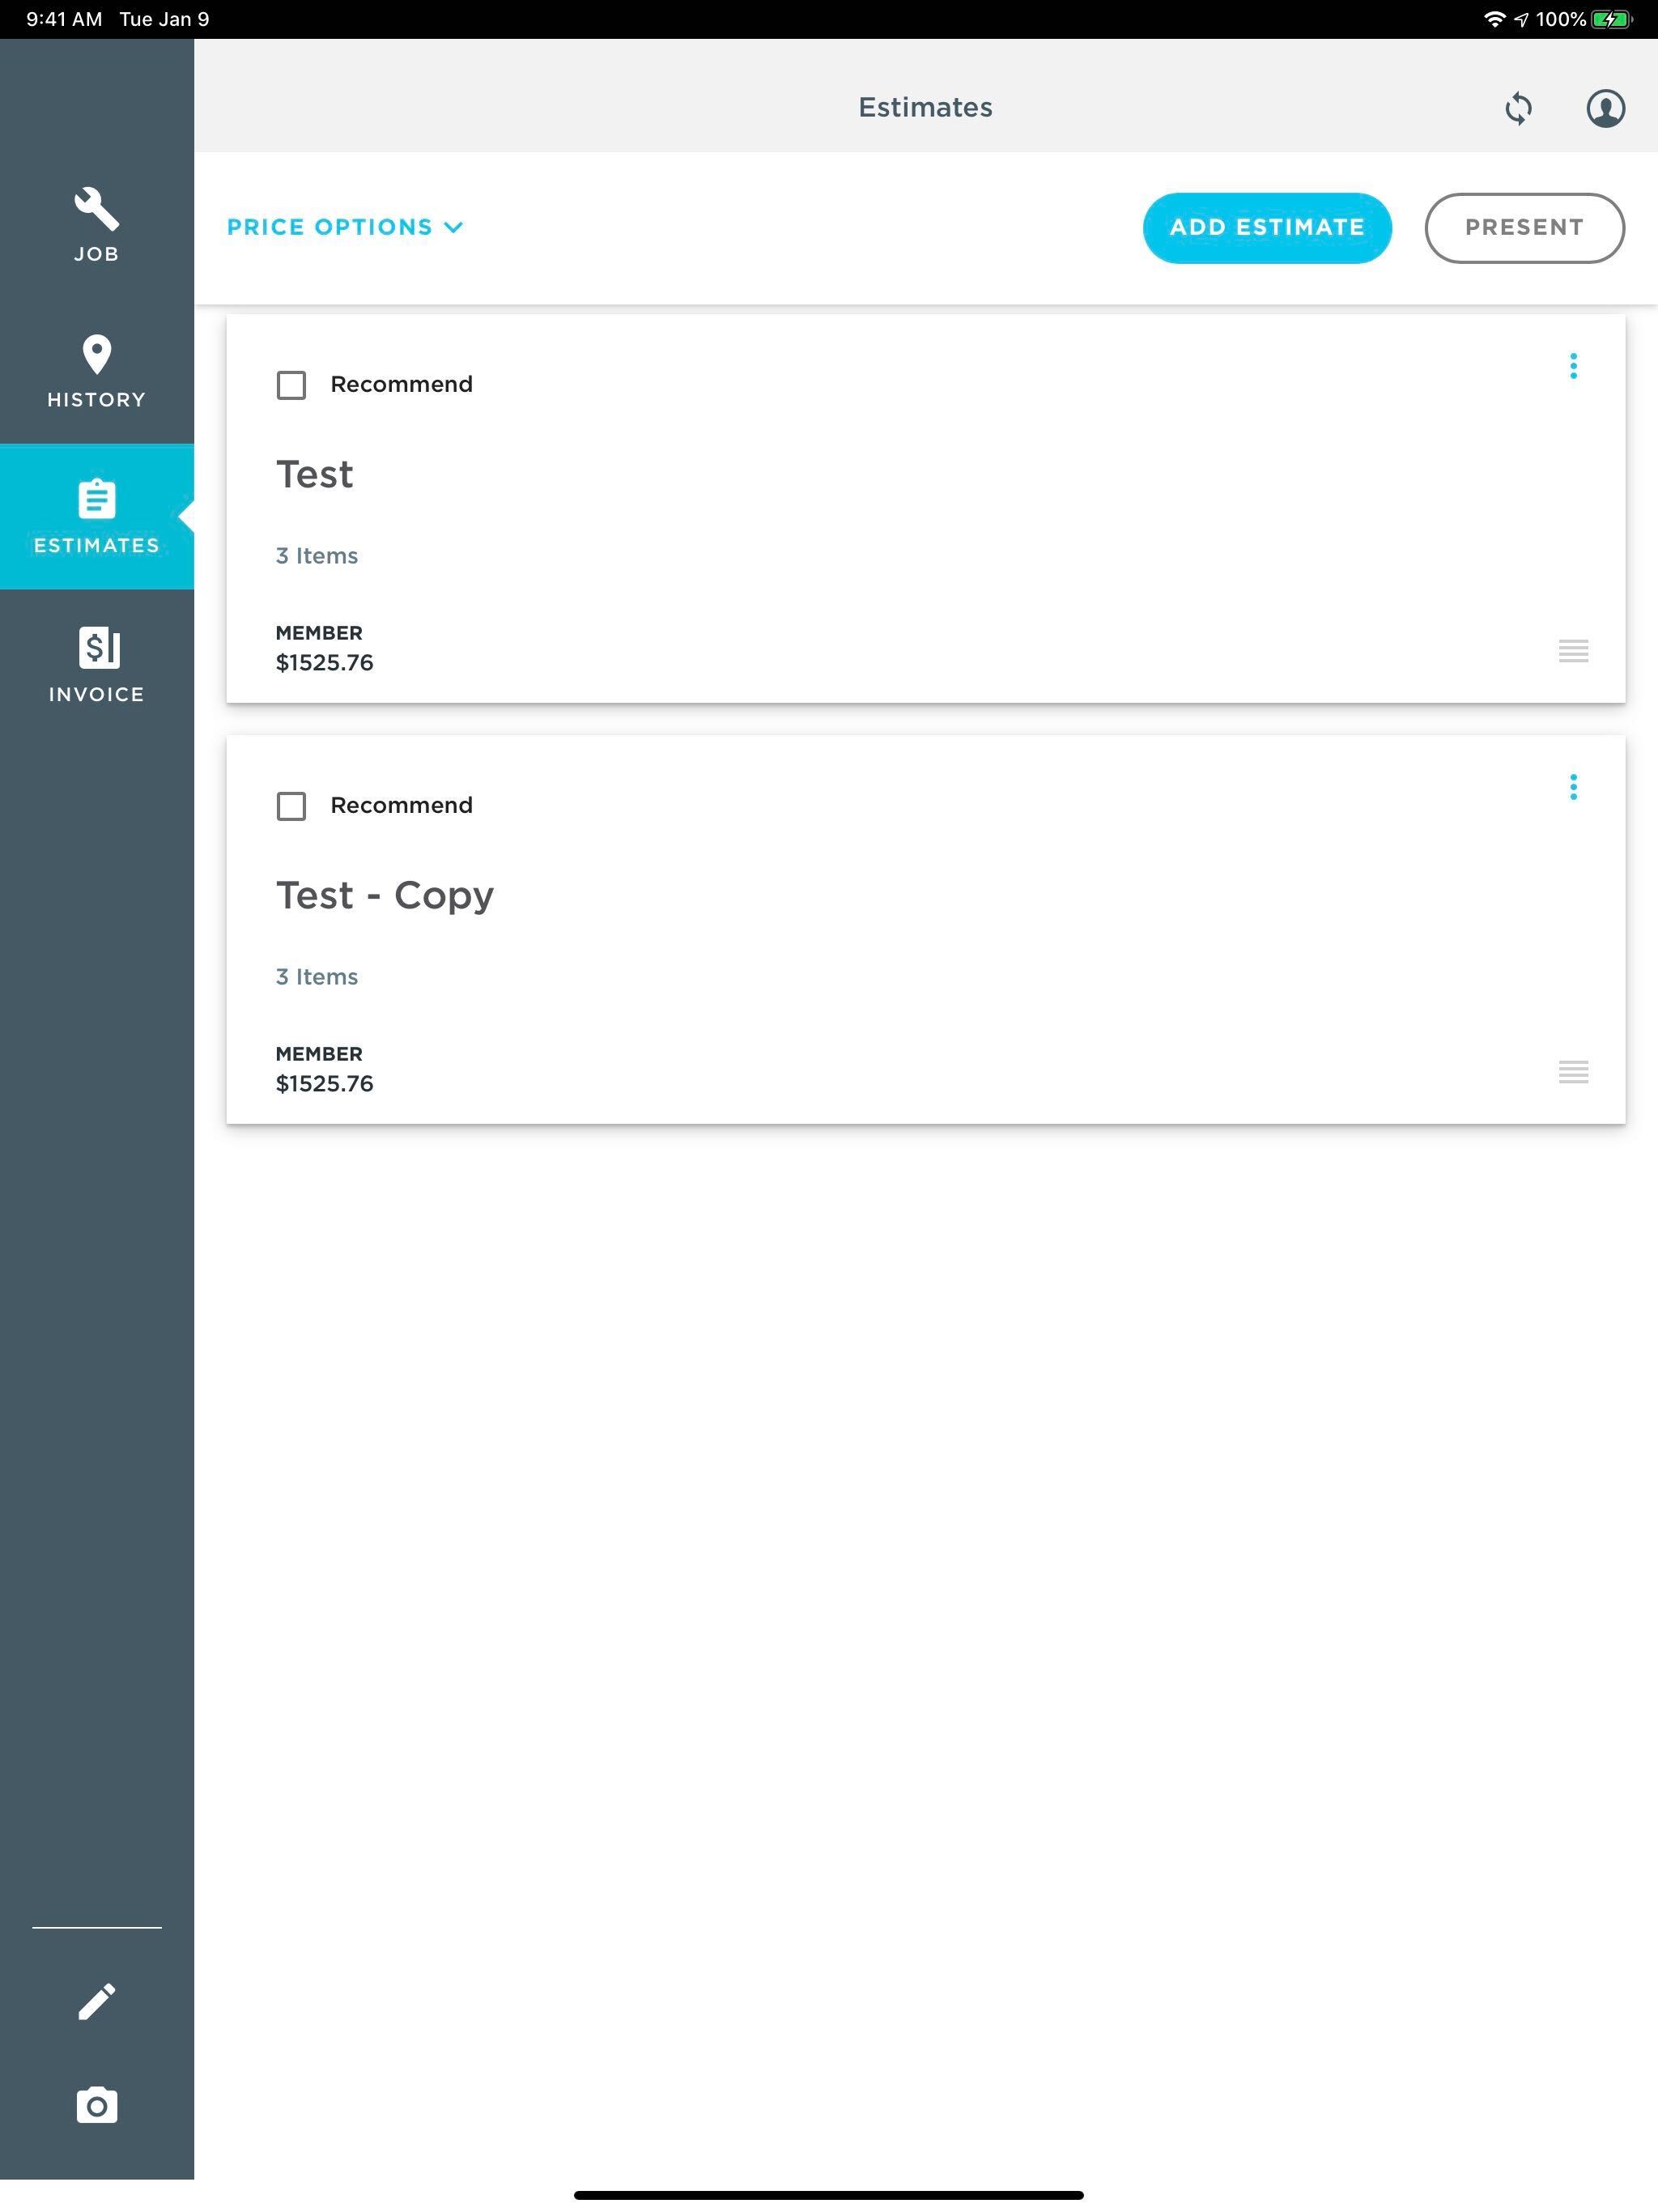 9:41 AM Tue Jan 9
100%
Estimates
JOB
HISTORY
ESTIMATES
INVOICE
PRICE OPTIONS
ADD ESTIMATE
PRESENT
Recommend
Test
3 Items
MEMBER
$1525.76
Recommend
Test - Copy
3 Items
MEMBER
$1525.76